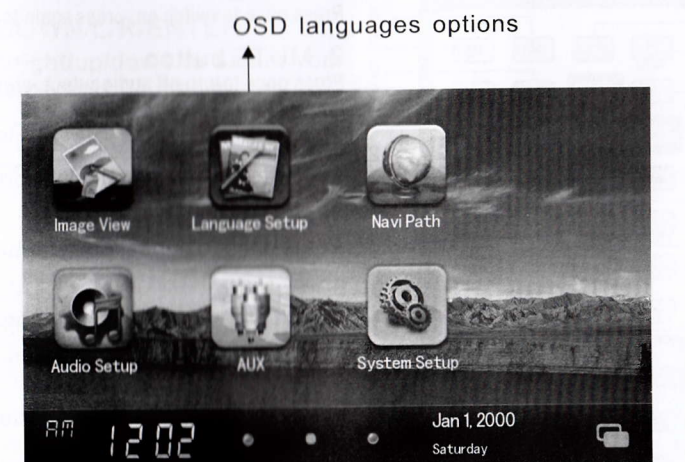 OSD languages options
Image View
Language Setup
Navi Path
Audio Setup
AUX
System Setup
AM 12 02
Jan 1, 2000
Saturday